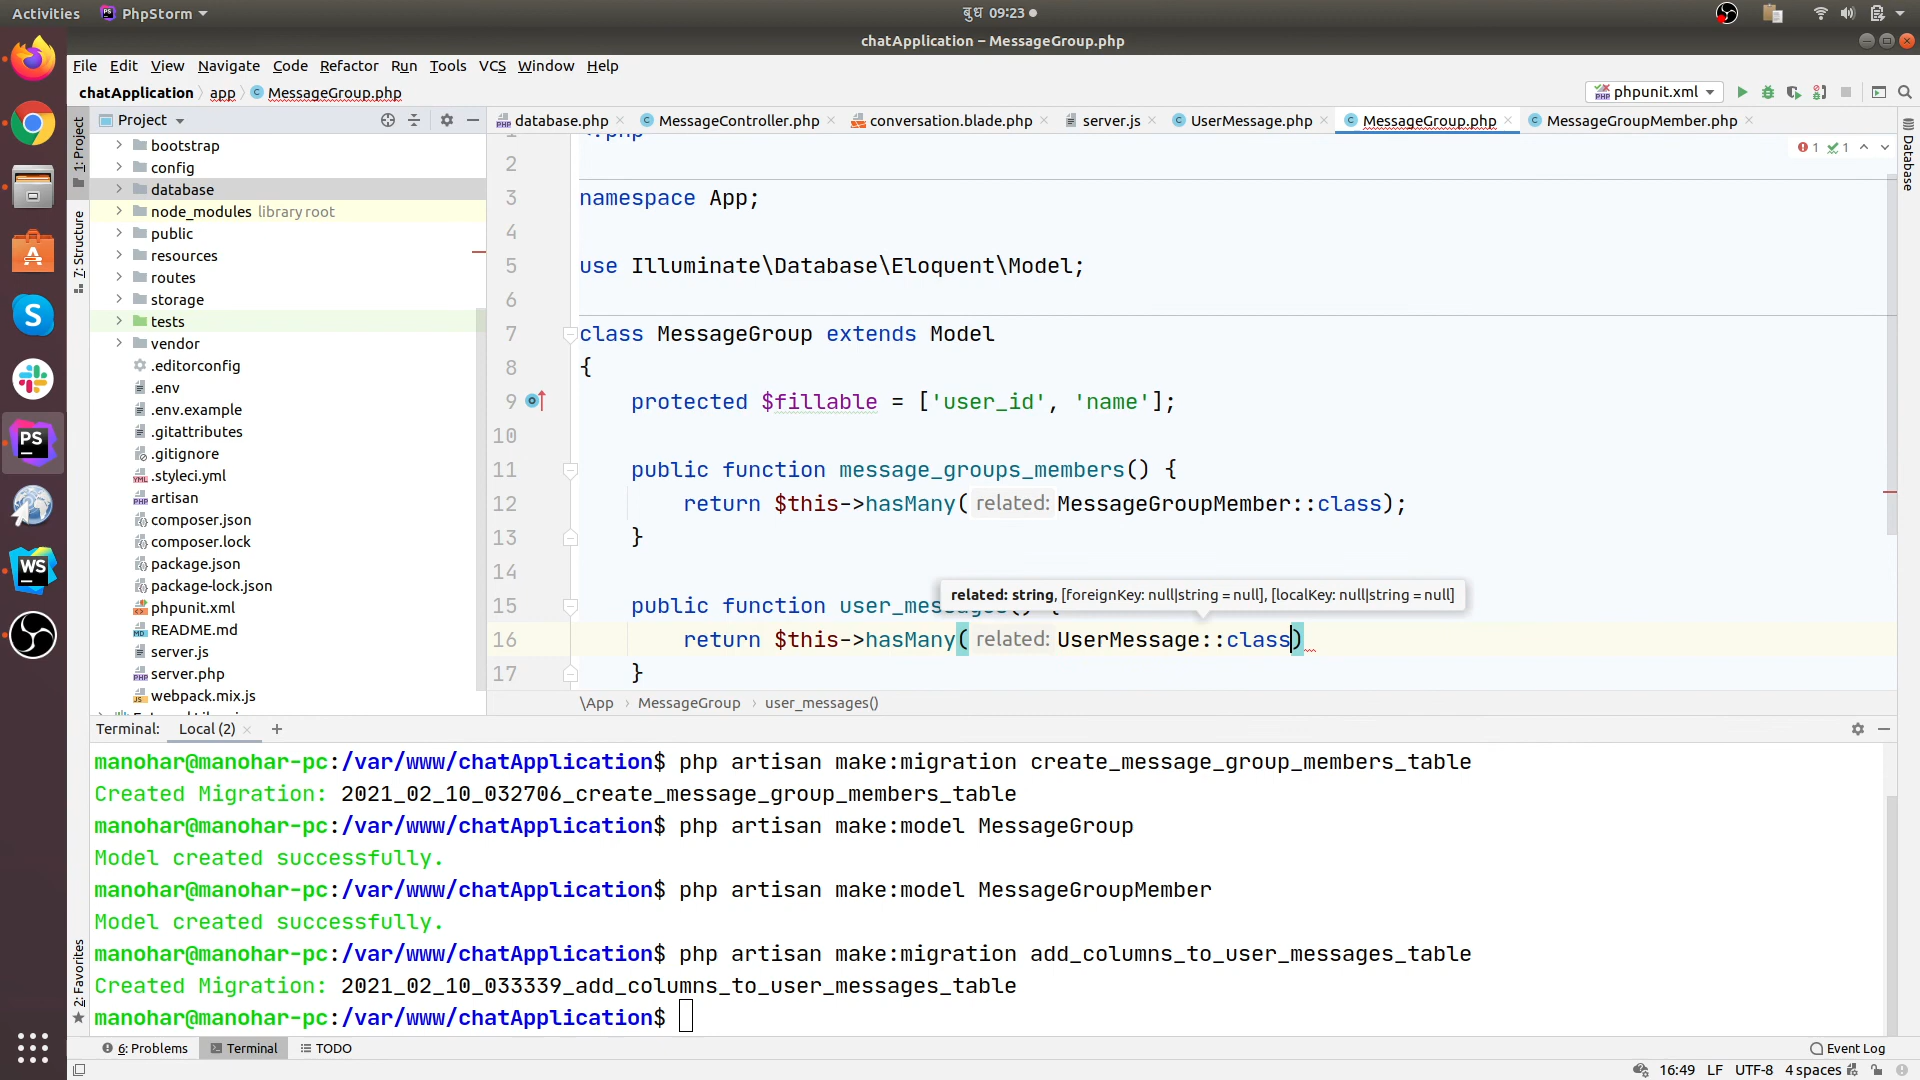 Activities PhpStorm बुध 09:23
chatApplication – MessageGroup.php
File Edit View Navigate Code Refactor Run Tools VCS Window Help
chatApplication app MessageGroup.php phpunit.xml
Project database.php MessageController.php conversation.blade.php server.js UserMessage.php MessageGroup.php MessageGroupMember.php
1: Project
7: Structure
2: Favorites
Database
bootstrap
config
database
node_modules library root
public
resources
routes
storage
tests
vendor
.editorconfig
.env
.env.example
.gitattributes
.gitignore
.styleci.yml
artisan
composer.json
composer.lock
package.json
package-lock.json
phpunit.xml
README.md
server.js
server.php
webpack.mix.js
1 1
2
3 namespace App;
4
5 use Illuminate\Database\Eloquent\Model;
6
7 class MessageGroup extends Model
8 {
9 protected $fillable = ['user_id', 'name'];
10
11 public function message_groups_members() {
12 return $this->hasMany( related: MessageGroupMember::class);
13 }
14
related: string, [foreignKey: null|string = null], [localKey: null|string = null]
15 public function user_messages() {
16 return $this->hasMany( related: UserMessage::class)
17 }
\App › MessageGroup › user_messages()
Terminal: Local (2) +
manohar@manohar-pc:/var/www/chatApplication$ php artisan make:migration create_message_group_members_table
Created Migration: 2021_02_10_032706_create_message_group_members_table
manohar@manohar-pc:/var/www/chatApplication$ php artisan make:model MessageGroup
Model created successfully.
manohar@manohar-pc:/var/www/chatApplication$ php artisan make:model MessageGroupMember
Model created successfully.
manohar@manohar-pc:/var/www/chatApplication$ php artisan make:migration add_columns_to_user_messages_table
Created Migration: 2021_02_10_033339_add_columns_to_user_messages_table
manohar@manohar-pc:/var/www/chatApplication$
6: Problems Terminal TODO Event Log
16:49 LF UTF-8 4 spaces